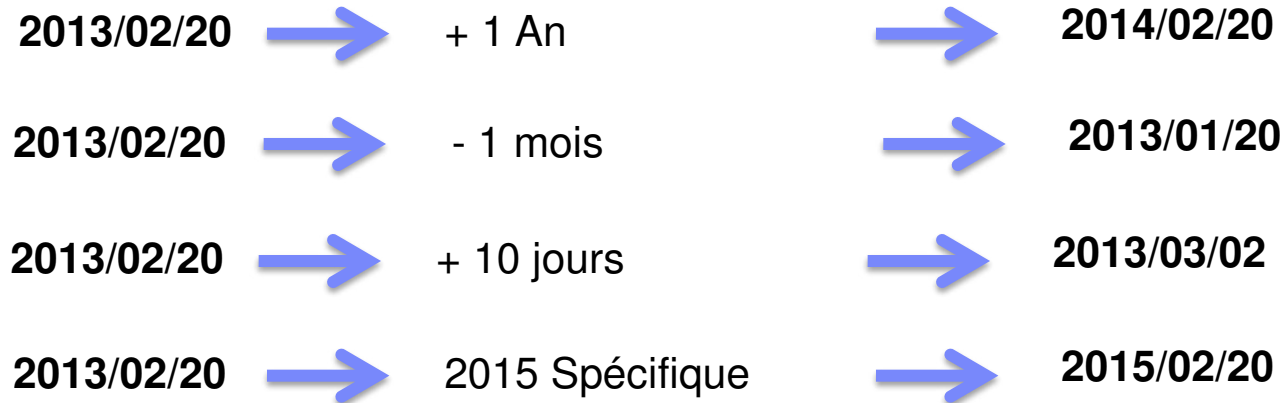 2013/02/20 + 1 An 2014/02/20
2013/02/20 - 1 mois 2013/01/20
2013/02/20 + 10 jours 2013/03/02
2013/02/20 2015 Spécifique 2015/02/20